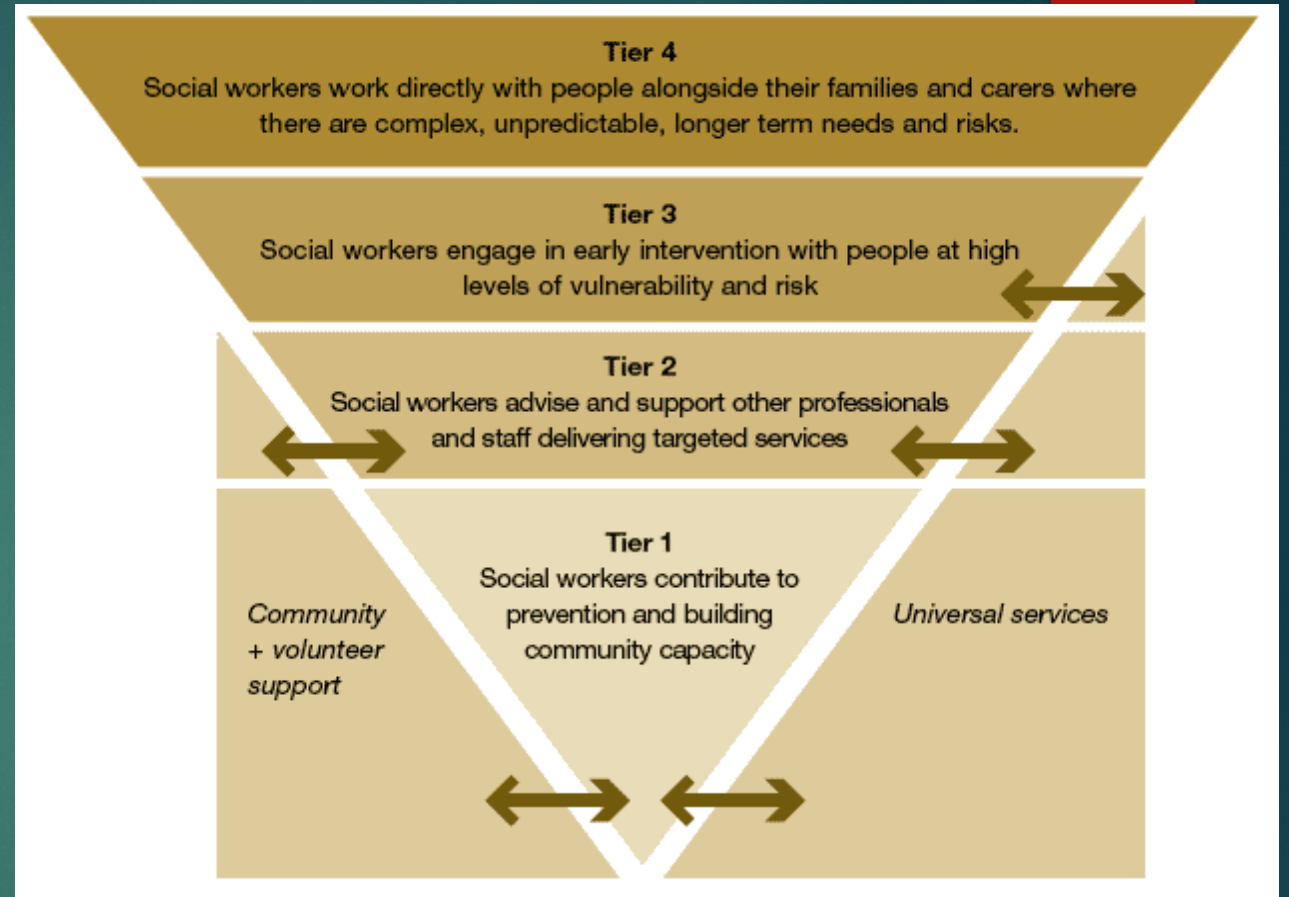 Tier 4
Social workers work directly with people alongside their families and carers where
there are complex, unpredictable, longer term needs and risks.
Tier 3
Social workers engage in early intervention with people at high
levels of vulnerability and risk
Tier 2
Social workers advise and support other professionals
and staff delivering targeted services
Tier 1
Social workers contribute to
prevention and building
community capacity
Community
+ volunteer
support
Universal services